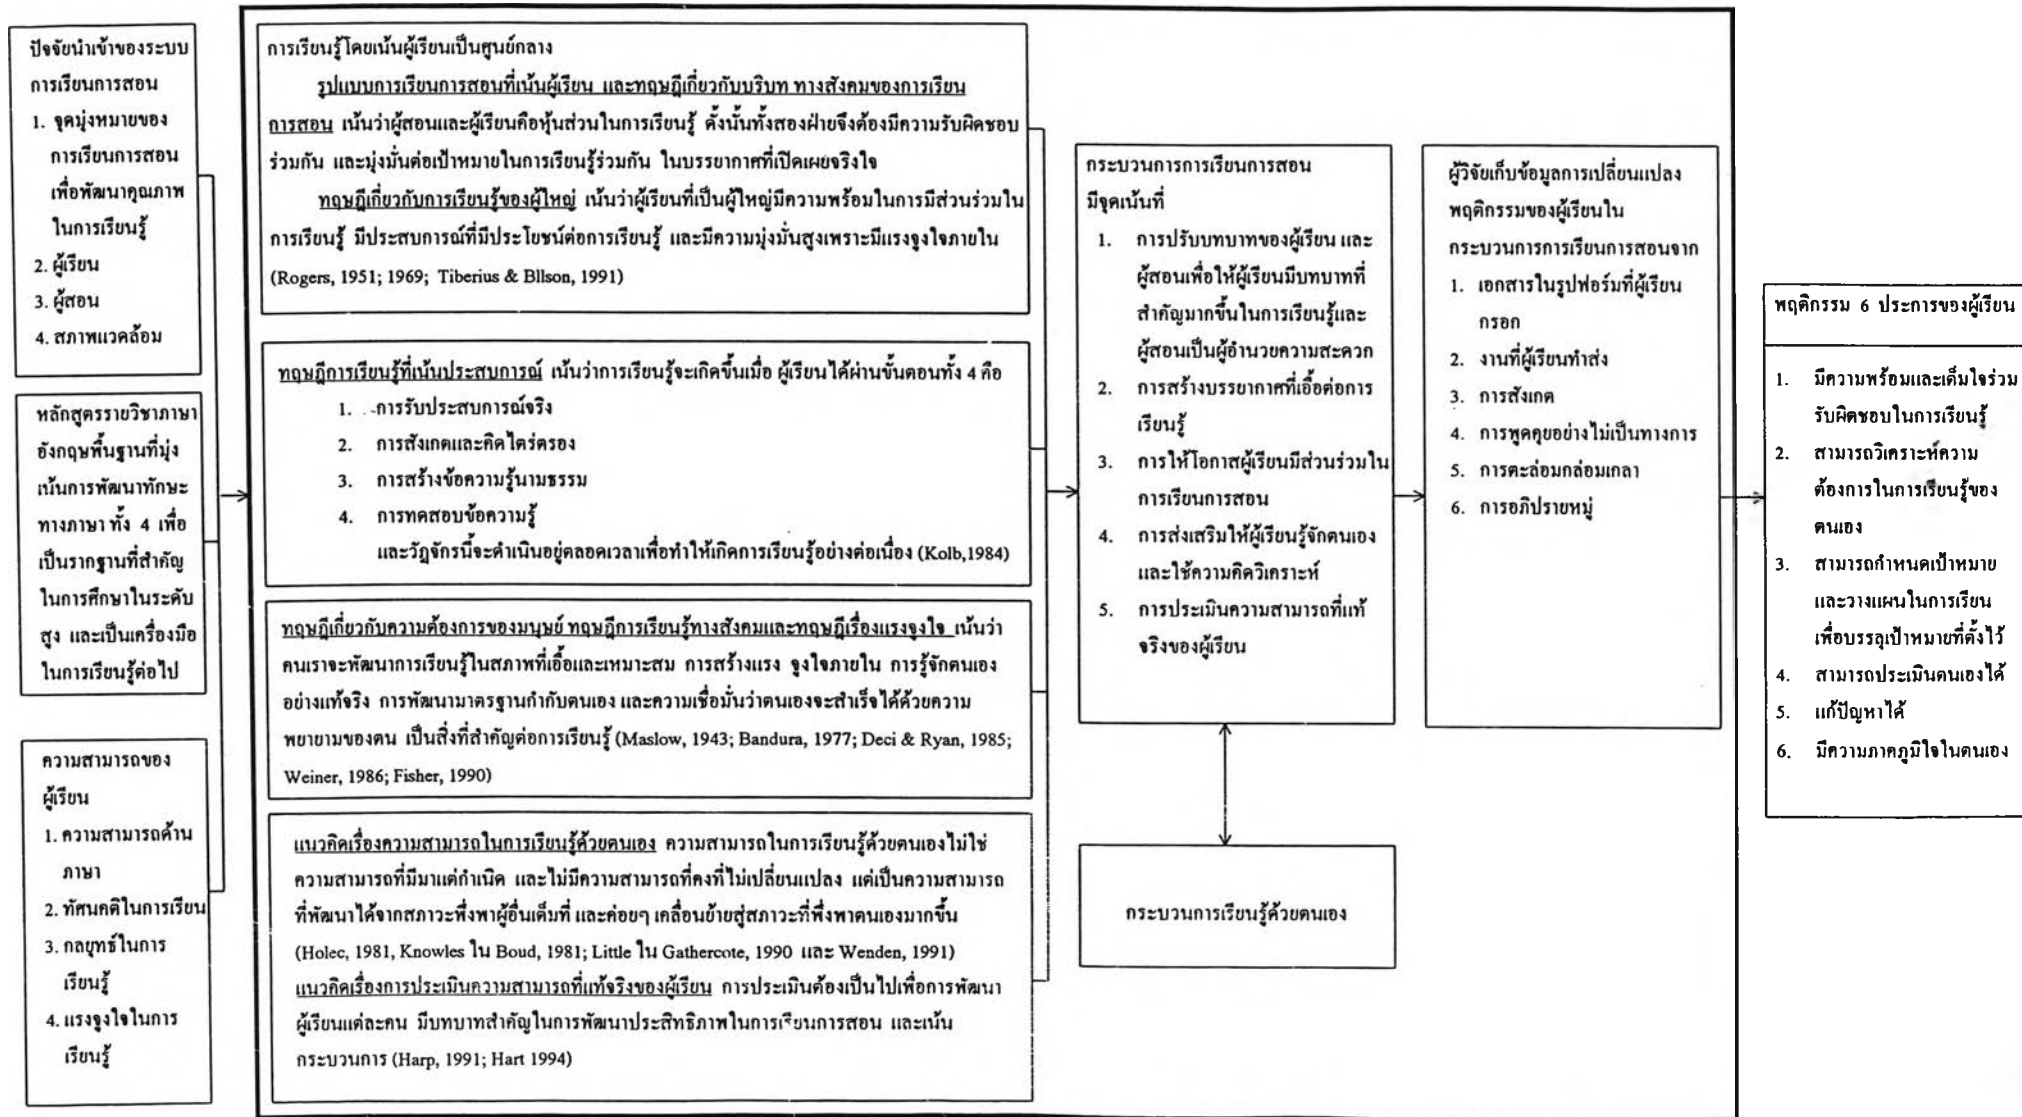 ปัจจัยนำเข้าของระบบ
การเรียนการสอน
1. จุดมุ่งหมายของ
การเรียนการสอน
เพื่อพัฒนาคุณภาพ
ในการเรียนรู้
2. ผู้เรียน
3. ผู้สอน
4. สภาพแวดล้อม
หลักสูตรรายวิชาภาษา
อังกฤษพื้นฐานที่มุ่ง
เน้นการพัฒนาทักษะ
ทางภาษา ทั้ง 4 เพื่อ
เป็นรากฐานที่สำคัญ
ในการศึกษาในระดับ
สูง และเป็นเครื่องมือ
ในการเรียนรู้ต่อไป
ความสามารถของ
ผู้เรียน
1. ความสามารถด้าน
ภาษา
2. ทัศนคติในการเรียน
3. กลยุทธ์ในการ
เรียนรู้
4. แรงจูงใจในการ
เรียนรู้
การเรียนรู้โดยเน้นผู้เรียนเป็นศูนย์กลาง
รูปแบบการเรียนการสอนที่เน้นผู้เรียน และทฤษฎีเกี่ยวกับบริบท ทางสังคมของการเรียน
การสอน เน้นว่าผู้สอนและผู้เรียนคือหุ้นส่วนในการเรียนรู้ ดั้งนั้นทั้งสองฝ่ายจึงต้องมีความรับผิดชอบ
ร่วมกัน และมุ่งมั่นต่อเป้าหมายในการเรียนรู้ร่วมกัน ในบรรยากาศที่เปิดเผยจริงใจ
ทฤษฎีเกี่ยวกับการเรียนรู้ของผู้ใหญ่ เน้นว่าผู้เรียนที่เป็นผู้ใหญ่มีความพร้อมในการมีส่วนร่วมใน
การเรียนรู้ มีประสบการณ์ที่มีประโยชน์ต่อการเรียนรู้ และมีความมุ่งมั่นสูงเพราะมีแรงจูงใจภายใน
(Rogers, 1951; 1969; Tiberius & Bllson, 1991)
ทฤษฎีการเรียนรู้ที่เน้นประสบการณ์ เน้นว่าการเรียนรู้จะเกิดขึ้นเมื่อ ผู้เรียนได้ผ่านขั้นตอนทั้ง 4 คือ
1. การรับประสบการณ์จริง
2. การสังเกตและคิดไตร่ตรอง
3. การสร้างข้อความรู้นามธรรม
4. การทดสอบข้อความรู้
และวัฏจักรนี้จะดำเนินอยู่ตลอดเวลาเพื่อทำให้เกิดการเรียนรู้อย่างต่อเนื่อง (Kolb,1984)
ทฤษฎีเกี่ยวกับความต้องการของมนุษย์ ทฤษฎีการเรียนรู้ทางสังคมและทฤษฎีเรื่องแรงจูงใจ เน้นว่า
คนเราจะพัฒนาการเรียนรู้ในสภาพที่เอื้อและเหมาะสม การสร้างแรง จูงใจภายใน การรู้จักตนเอง
อย่างแท้จริง การพัฒนามาตรฐานกำกับตนเอง และความเชื่อมั่นว่าตนเองจะสำเร็จได้ด้วยความ
พยายามของตน เป็นสิ่งที่สำคัญต่อการเรียนรู้ (Maslow, 1943; Bandura, 1977; Deci & Ryan, 1985;
Weiner, 1986; Fisher, 1990)
แนวคิดเรื่องความสามารถในการเรียนรู้ด้วยตนเอง ความสามารถในการเรียนรู้ด้วยตนเองไม่ใช่
ความสามารถที่มีมาแต่กำเนิด และไม่มีความสามารถที่คงที่ไม่เปลี่ยนแปลง แต่เป็นความสามารถ
ที่พัฒนาได้จากสภาวะพึ่งพาผู้อื่นเต็มที่ และค่อยๆ เคลื่อนย้ายสู่สภาวะที่พึ่งพาตนเองมากขึ้น
(Holec, 1981, Knowles ใน Boud, 1981; Little ใน Gathercote, 1990 และ Wenden, 1991)
แนวคิดเรื่องการประเมินความสามารถที่แท้จริงของผู้เรียน การประเมินต้องเป็นไปเพื่อการพัฒนา
ผู้เรียนแต่ละคน มีบทบาทสำคัญในการพัฒนาประสิทธิภาพในการเรียนการสอน และเน้น
กระบวนการ (Harp, 1991; Hart 1994)
กระบวนการการเรียนการสอน
มีจุดเน้นที่
1. การปรับบทบาทของผู้เรียน และ
ผู้สอนเพื่อให้ผู้เรียนมีบทบาทที่
สำคัญมากขึ้นในการเรียนรู้และ
ผู้สอนเป็นผู้อำนวยความสะดวก
2. การสร้างบรรยากาศที่เอื้อต่อการ
เรียนรู้
3. การให้โอกาสผู้เรียนมีส่วนร่วมใน
การเรียนการสอน
4. การส่งเสริมให้ผู้เรียนรู้จักตนเอง
และใช้ความคิดวิเคราะห์
5. การประเมินความสามารถที่แท้
จริงของผู้เรียน
กระบวนการเรียนรู้ด้วยตนเอง
ผู้วิจัยเก็บข้อมูลการเปลี่ยนแปลง
พฤติกรรมของผู้เรียนใน
กระบวนการการเรียนการสอนจาก
1. เอกสารในรูปฟอร์มที่ผู้เรียน
กรอก
2. งานที่ผู้เรียนทำส่ง
3. การสังเกต
4. การพูดคุยอย่างไม่เป็นทางการ
5. การตะล่อมกล่อมเกลา
6. การอภิปรายหมู่
พฤติกรรม 6 ประการของผู้เรียน
1. มีความพร้อมและเต็มใจร่วม
รับผิดชอบในการเรียนรู้
2. สามารถวิเคราะห์ความ
ต้องการในการเรียนรู้ของ
ตนเอง
3. สามารถกำหนดเป้าหมาย
และวางแผนในการเรียน
เพื่อบรรลุเป้าหมายที่ตั้งไว้
4. สามารถประเมินตนเองได้
5. แก้ปัญหาได้
6. มีความภาคภูมิใจในตนเอง